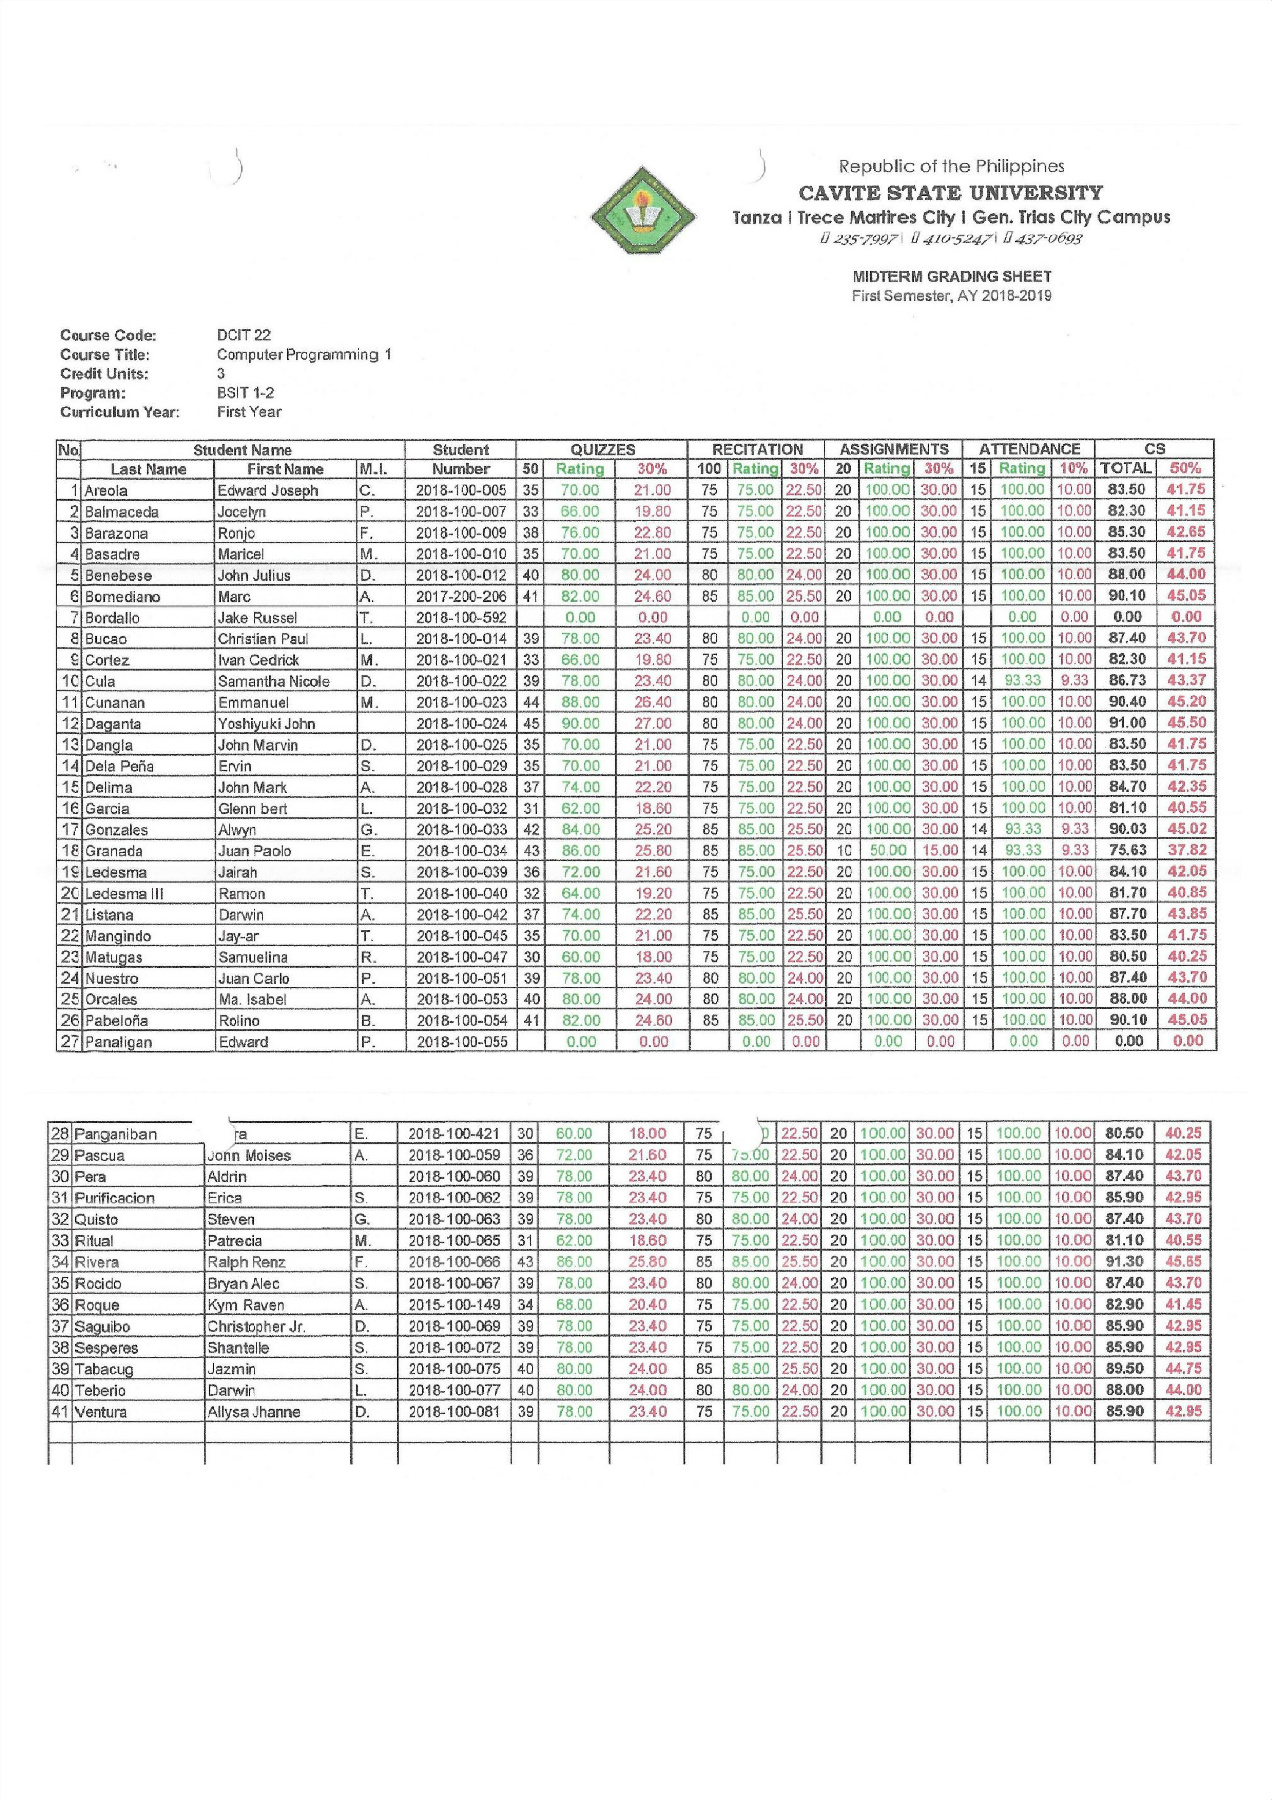 Republic of the Philippines
CAVITE STATE UNIVERSITY
Tanza | Trece Martires City | Gen. Trias City Campus
235-7997 | 410-5247 | 437-0693
MIDTERM GRADING SHEET
First Semester, AY 2018-2019
Course Code: DCIT 22
Course Title: Computer Programming 1
Credit Units: 3
Program: BSIT 1-2
Curriculum Year: First Year
No. Student Name Student QUIZZES RECITATION ASSIGNMENTS ATTENDANCE CS
Last Name First Name M.I. Number 50 Rating 30% 100 Rating 30% 20 Rating 30% 15 Rating 10% TOTAL 50%
1 Areola Edward Joseph C. 2018-100-005 35 70.00 21.00 75 75.00 22.50 20 100.00 30.00 15 100.00 10.00 83.50 41.75
2 Balmaceda Jocelyn P. 2018-100-007 33 66.00 19.80 75 75.00 22.50 20 100.00 30.00 15 100.00 10.00 82.30 41.15
3 Barazona Ronjo F. 2018-100-009 38 76.00 22.80 75 75.00 22.50 20 100.00 30.00 15 100.00 10.00 85.30 42.65
4 Basadre Maricel M. 2018-100-010 35 70.00 21.00 75 75.00 22.50 20 100.00 30.00 15 100.00 10.00 83.50 41.75
5 Benebese John Julius D. 2018-100-012 40 80.00 24.00 80 80.00 24.00 20 100.00 30.00 15 100.00 10.00 88.00 44.00
6 Bomediano Marc A. 2017-200-206 41 82.00 24.60 85 85.00 25.50 20 100.00 30.00 15 100.00 10.00 90.10 45.05
7 Bordallo Jake Russel T. 2018-100-592 0.00 0.00 0.00 0.00 0.00 0.00 0.00 0.00 0.00 0.00
8 Bucao Christian Paul L. 2018-100-014 39 78.00 23.40 80 80.00 24.00 20 100.00 30.00 15 100.00 10.00 87.40 43.70
9 Cortez Ivan Cedrick M. 2018-100-021 33 66.00 19.80 75 75.00 22.50 20 100.00 30.00 15 100.00 10.00 82.30 41.15
10 Cula Samantha Nicole D. 2018-100-022 39 78.00 23.40 80 80.00 24.00 20 100.00 30.00 14 93.33 9.33 86.73 43.37
11 Cunanan Emmanuel M. 2018-100-023 44 88.00 26.40 80 80.00 24.00 20 100.00 30.00 15 100.00 10.00 90.40 45.20
12 Daganta Yoshiyuki John 2018-100-024 45 90.00 27.00 80 80.00 24.00 20 100.00 30.00 15 100.00 10.00 91.00 45.50
13 Dangla John Marvin D. 2018-100-025 35 70.00 21.00 75 75.00 22.50 20 100.00 30.00 15 100.00 10.00 83.50 41.75
14 Dela Peña Ervin S. 2018-100-029 35 70.00 21.00 75 75.00 22.50 20 100.00 30.00 15 100.00 10.00 83.50 41.75
15 Delima John Mark A. 2018-100-028 37 74.00 22.20 75 75.00 22.50 20 100.00 30.00 15 100.00 10.00 84.70 42.35
16 Garcia Glenn bert L. 2018-100-032 31 62.00 18.60 75 75.00 22.50 20 100.00 30.00 15 100.00 10.00 81.10 40.55
17 Gonzales Alwyn G. 2018-100-033 42 84.00 25.20 85 85.00 25.50 20 100.00 30.00 14 93.33 9.33 90.03 45.02
18 Granada Juan Paolo E. 2018-100-034 43 86.00 25.80 85 85.00 25.50 10 50.00 15.00 14 93.33 9.33 75.63 37.82
19 Ledesma Jairah S. 2018-100-039 36 72.00 21.60 75 75.00 22.50 20 100.00 30.00 15 100.00 10.00 84.10 42.05
20 Ledesma III Ramon T. 2018-100-040 32 64.00 19.20 75 75.00 22.50 20 100.00 30.00 15 100.00 10.00 81.70 40.85
21 Listana Darwin A. 2018-100-042 37 74.00 22.20 85 85.00 25.50 20 100.00 30.00 15 100.00 10.00 87.70 43.85
22 Mangindo Jay-ar T. 2018-100-045 35 70.00 21.00 75 75.00 22.50 20 100.00 30.00 15 100.00 10.00 83.50 41.75
23 Matugas Samuelina R. 2018-100-047 30 60.00 18.00 75 75.00 22.50 20 100.00 30.00 15 100.00 10.00 80.50 40.25
24 Nuestro Juan Carlo P. 2018-100-051 39 78.00 23.40 80 80.00 24.00 20 100.00 30.00 15 100.00 10.00 87.40 43.70
25 Orcales Ma. Isabel A. 2018-100-053 40 80.00 24.00 80 80.00 24.00 20 100.00 30.00 15 100.00 10.00 88.00 44.00
26 Pabeloña Rolino B. 2018-100-054 41 82.00 24.60 85 85.00 25.50 20 100.00 30.00 15 100.00 10.00 90.10 45.05
27 Panaligan Edward P. 2018-100-055 0.00 0.00 0.00 0.00 0.00 0.00 0.00 0.00 0.00 0.00
28 Panganiban ra E. 2018-100-421 30 60.00 18.00 75 22.50 20 100.00 30.00 15 100.00 10.00 80.50 40.25
29 Pascua John Moises A. 2018-100-059 36 72.00 21.60 75 75.00 22.50 20 100.00 30.00 15 100.00 10.00 84.10 42.05
30 Pera Aldrin 2018-100-060 39 78.00 23.40 80 80.00 24.00 20 100.00 30.00 15 100.00 10.00 87.40 43.70
31 Purificacion Erica S. 2018-100-062 39 78.00 23.40 75 75.00 22.50 20 100.00 30.00 15 100.00 10.00 85.90 42.95
32 Quisto Steven G. 2018-100-063 39 78.00 23.40 80 80.00 24.00 20 100.00 30.00 15 100.00 10.00 87.40 43.70
33 Ritual Patrecia M. 2018-100-065 31 62.00 18.60 75 75.00 22.50 20 100.00 30.00 15 100.00 10.00 81.10 40.55
34 Rivera Ralph Renz F. 2018-100-066 43 86.00 25.80 85 85.00 25.50 20 100.00 30.00 15 100.00 10.00 91.30 45.65
35 Rocido Bryan Alec S. 2018-100-067 39 78.00 23.40 80 80.00 24.00 20 100.00 30.00 15 100.00 10.00 87.40 43.70
36 Roque Kym Raven A. 2015-100-149 34 68.00 20.40 75 75.00 22.50 20 100.00 30.00 15 100.00 10.00 82.90 41.45
37 Saguibo Christopher Jr. D. 2018-100-069 39 78.00 23.40 75 75.00 22.50 20 100.00 30.00 15 100.00 10.00 85.90 42.95
38 Sesperes Shantelle S. 2018-100-072 39 78.00 23.40 75 75.00 22.50 20 100.00 30.00 15 100.00 10.00 85.90 42.95
39 Tabacug Jazmin S. 2018-100-075 40 80.00 24.00 85 85.00 25.50 20 100.00 30.00 15 100.00 10.00 89.50 44.75
40 Teberio Darwin L. 2018-100-077 40 80.00 24.00 80 80.00 24.00 20 100.00 30.00 15 100.00 10.00 88.00 44.00
41 Ventura Allysa Jhanne D. 2018-100-081 39 78.00 23.40 75 75.00 22.50 20 100.00 30.00 15 100.00 10.00 85.90 42.95